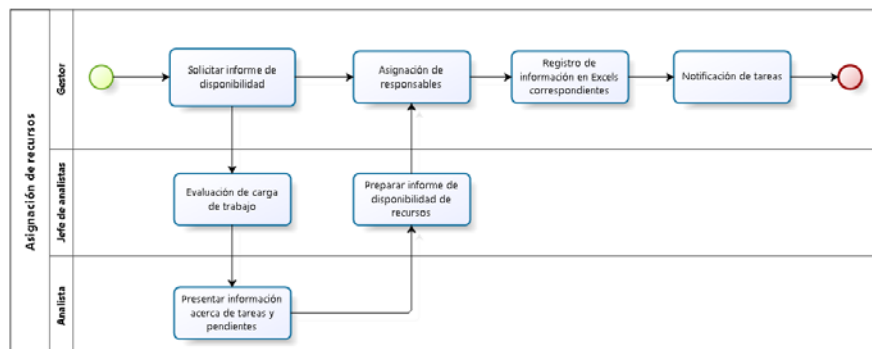 Asignación de recursos
Gestor
Solicitar informe de
disponibilidad
Asignación de
responsables
Registro de
información en Excels
correspondientes
Notificación de tareas
Jefe de analistas
Evaluación de carga
de trabajo
Preparar informe de
disponibilidad de
recursos
Analista
Presentar información
acerca de tareas y
pendientes